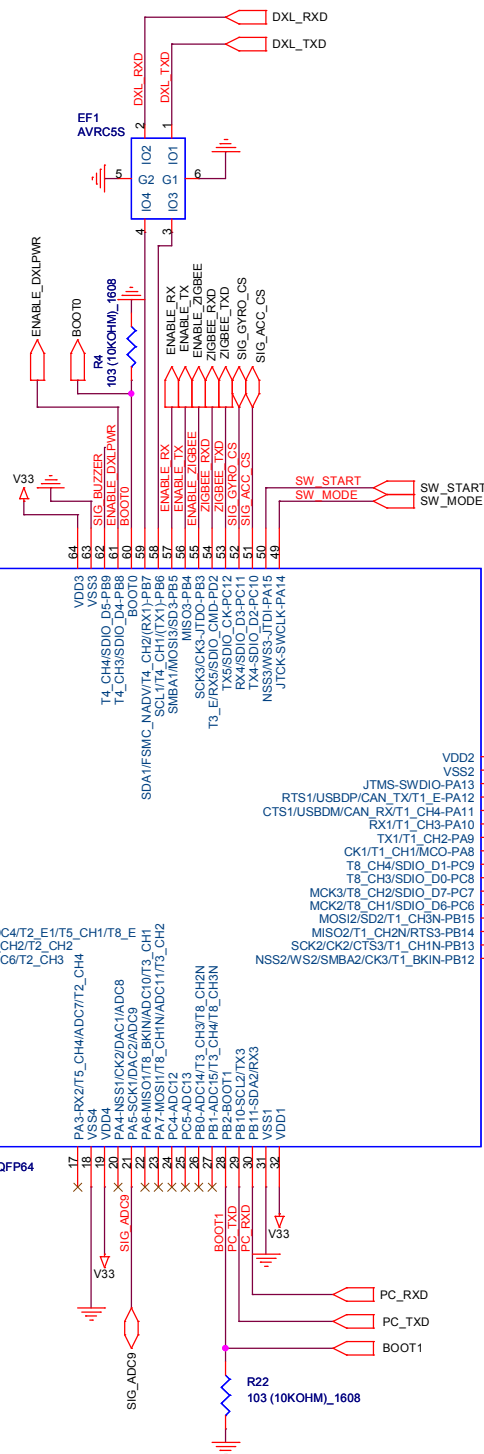 DXL_RXD
DXL_TXD
DXL_RXD
DXL_TXD
EF1
AVRC5S
2
1
IO2
IO1
5
G2
G1
6
IO4
IO3
4
3
ENABLE_DXLPWR
BOOT0
R4
103 (10KOHM)_1608
ENABLE_RX
ENABLE_TX
ENABLE_ZIGBEE
ZIGBEE_RXD
ZIGBEE_TXD
SIG_GYRO_CS
SIG_ACC_CS
V33
SIG_BUZZER
ENABLE_DXLPWR
BOOT0
ENABLE_RX
ENABLE_TX
ENABLE_ZIGBEE
ZIGBEE_RXD
ZIGBEE_TXD
SIG_GYRO_CS
SIG_ACC_CS
SW_START
SW_MODE
SW_START
SW_MODE
64
63
62
61
60
59
58
57
56
55
54
53
52
51
50
49
VDD3
VSS3
T4_CH4/SDIO_D5-PB9
T4_CH3/SDIO_D4-PB8
BOOT0
SDA1/FSMC_NADV/T4_CH2/(RX1)-PB7
SCL1/T4_CH1/(TX1)-PB6
SMBA1/MOSI3/SD3-PB5
MISO3-PB4
SCK3/CK3-JTDO-PB3
T3_E/RX5/SDIO_CMD-PD2
TX5/SDIO_CK-PC12
RX4/SDIO_D3-PC11
TX4-SDIO_D2-PC10
NSS3/WS3-JTDI-PA15
JTCK-SWCLK-PA14
VDD2
VSS2
JTMS-SWDIO-PA13
RTS1/USBDP/CAN_TX/T1_E-PA12
CTS1/USBDM/CAN_RX/T1_CH4-PA11
RX1/T1_CH3-PA10
TX1/T1_CH2-PA9
CK1/T1_CH1/MCO-PA8
T8_CH4/SDIO_D1-PC9
T8_CH3/SDIO_D0-PC8
MCK3/T8_CH2/SDIO_D7-PC7
MCK2/T8_CH1/SDIO_D6-PC6
MOSI2/SD2/T1_CH3N-PB15
MISO2/T1_CH2N/RTS3-PB14
SCK2/CK2/CTS3/T1_CH1N-PB13
NSS2/WS2/SMBA2/CK3/T1_BKIN-PB12
C4/T2_E1/T5_CH1/T8_E
CH2/T2_CH2
C6/T2_CH3
PA3-RX2/T5_CH4/ADC7/T2_CH4
VSS4
VDD4
PA4-NSS1/CK2/DAC1/ADC8
PA5-SCK1/DAC2/ADC9
PA6-MISO1/T8_BKIN/ADC10/T3_CH1
PA7-MOSI1/T8_CH1N/ADC11/T3_CH2
PC4-ADC12
PC5-ADC13
PB0-ADC14/T3_CH3/T8_CH2N
PB1-ADC15/T3_CH4/T8_CH3N
PB2-BOOT1
PB10-SCL2/TX3
PB11-SDA2/RX3
VSS1
VDD1
QFP64
17
18
19
20
21
22
23
24
25
26
27
28
29
30
31
32
SIG_ADC9
BOOT1
PC_TXD
PC_RXD
V33
V33
PC_RXD
PC_TXD
BOOT1
SIG_ADC9
R22
103 (10KOHM)_1608